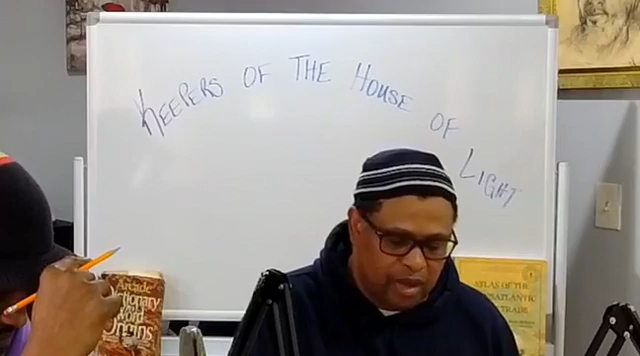 KEEPERS OF THE HOUSE OF LIGHT
Arcade
Dictionary
Word
Origins
ATLAS OF THE
TRADE